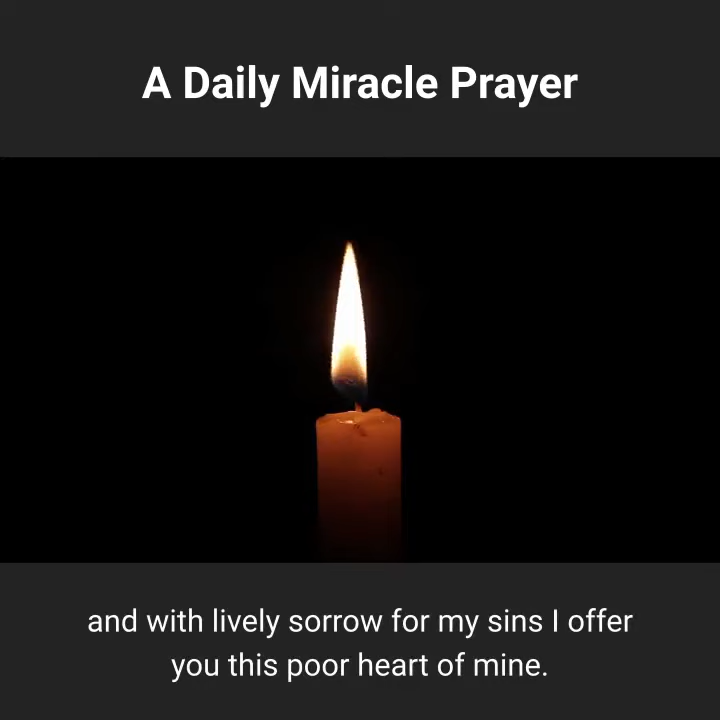 A Daily Miracle Prayer
and with lively sorrow for my sins I offer
you this poor heart of mine.